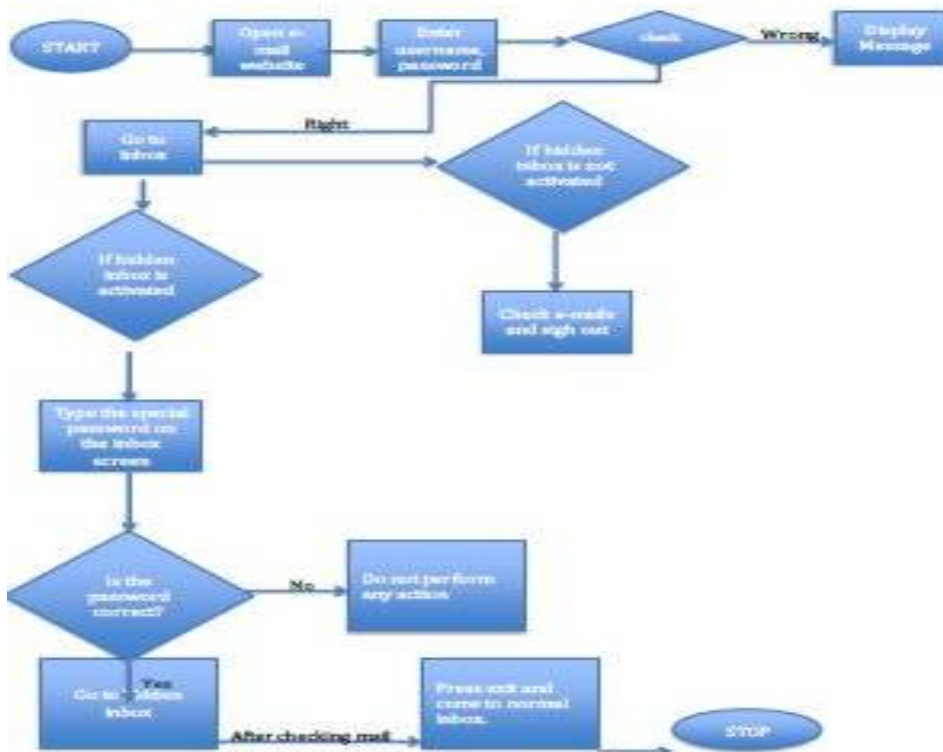 START
Open e-
mail
website
Enter
username,
password
check
Wrong
Display
Message
Right
Go to
inbox
If hidden
inbox is not
activated
If hidden
inbox is
activated
Check e-mails
and sigh out
Type the special
password on
the inbox
screen
Is the
password
correct?
No
Do not perform
any action
Yes
Go to hidden
inbox
After checking mail
Press exit and
come to normal
inbox.
STOP